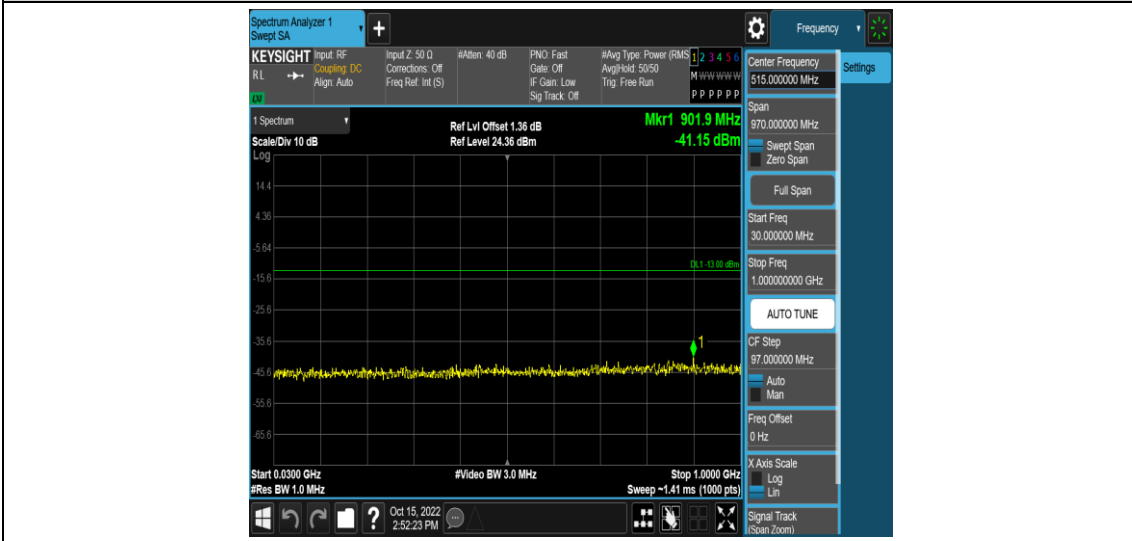 Spectrum Analyzer 1
Swept SA
+
Frequency
KEYSIGHT
RL
Input: RF
Coupling: DC
Align: Auto
Input Z: 50 Ω
Corrections: Off
Freq Ref: Int (S)
#Atten: 40 dB
PNO: Fast
Gate: Off
IF Gain: Low
Sig Track: Off
#Avg Type: Power (RMS
Avg|Hold: 50/50
Trig: Free Run
1 2 3 4 5 6
M W W W W W
P P P P P P
1 Spectrum
Scale/Div 10 dB
Log
Ref Lvl Offset 1.36 dB
Ref Level 24.36 dBm
Mkr1 901.9 MHz
-41.15 dBm
14.4
4.36
-5.64
DL1 -13.00 dBm
-15.6
-25.6
-35.6
1
-45.6
-55.6
-65.6
Start 0.0300 GHz
#Video BW 3.0 MHz
Stop 1.0000 GHz
#Res BW 1.0 MHz
Sweep ~1.41 ms (1000 pts)
?
Oct 15, 2022
2:52:23 PM
Center Frequency
515.000000 MHz
Settings
Span
970.000000 MHz
Swept Span
Zero Span
Full Span
Start Freq
30.000000 MHz
Stop Freq
1.000000000 GHz
AUTO TUNE
CF Step
97.000000 MHz
Auto
Man
Freq Offset
0 Hz
X Axis Scale
Log
Lin
Signal Track
(Span Zoom)